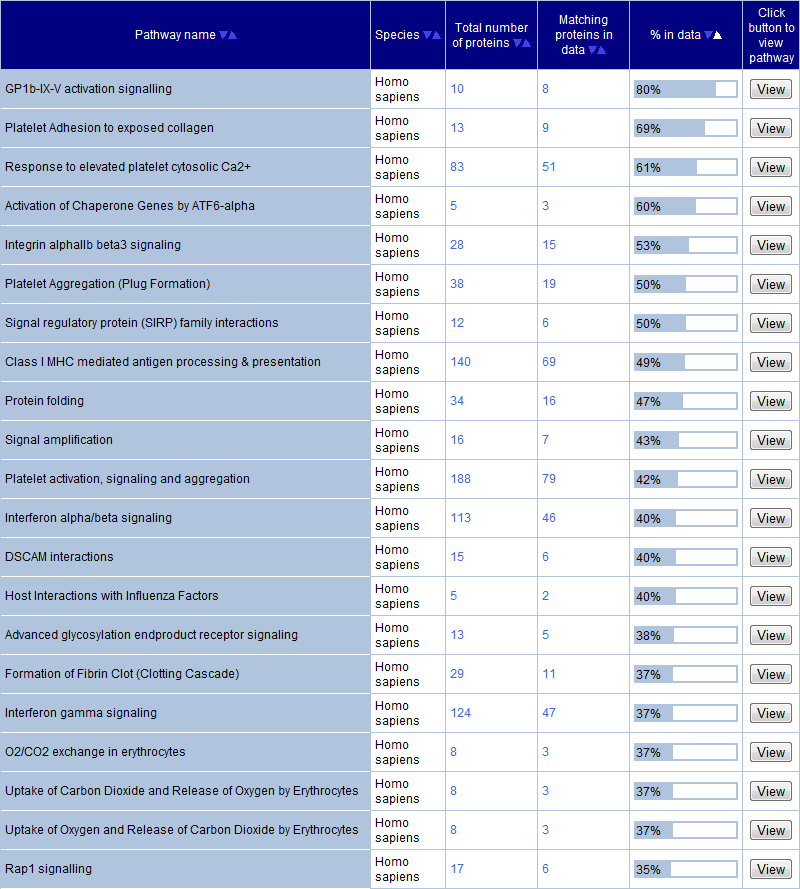 Pathway name Species Total number of proteins Matching proteins in data % in data Click button to view pathway
GP1b-IX-V activation signalling Homo sapiens 10 8 80% View
Platelet Adhesion to exposed collagen Homo sapiens 13 9 69% View
Response to elevated platelet cytosolic Ca2+ Homo sapiens 83 51 61% View
Activation of Chaperone Genes by ATF6-alpha Homo sapiens 5 3 60% View
Integrin alphaIIb beta3 signaling Homo sapiens 28 15 53% View
Platelet Aggregation (Plug Formation) Homo sapiens 38 19 50% View
Signal regulatory protein (SIRP) family interactions Homo sapiens 12 6 50% View
Class I MHC mediated antigen processing & presentation Homo sapiens 140 69 49% View
Protein folding Homo sapiens 34 16 47% View
Signal amplification Homo sapiens 16 7 43% View
Platelet activation, signaling and aggregation Homo sapiens 188 79 42% View
Interferon alpha/beta signaling Homo sapiens 113 46 40% View
DSCAM interactions Homo sapiens 15 6 40% View
Host Interactions with Influenza Factors Homo sapiens 5 2 40% View
Advanced glycosylation endproduct receptor signaling Homo sapiens 13 5 38% View
Formation of Fibrin Clot (Clotting Cascade) Homo sapiens 29 11 37% View
Interferon gamma signaling Homo sapiens 124 47 37% View
O2/CO2 exchange in erythrocytes Homo sapiens 8 3 37% View
Uptake of Carbon Dioxide and Release of Oxygen by Erythrocytes Homo sapiens 8 3 37% View
Uptake of Oxygen and Release of Carbon Dioxide by Erythrocytes Homo sapiens 8 3 37% View
Rap1 signalling Homo sapiens 17 6 35% View